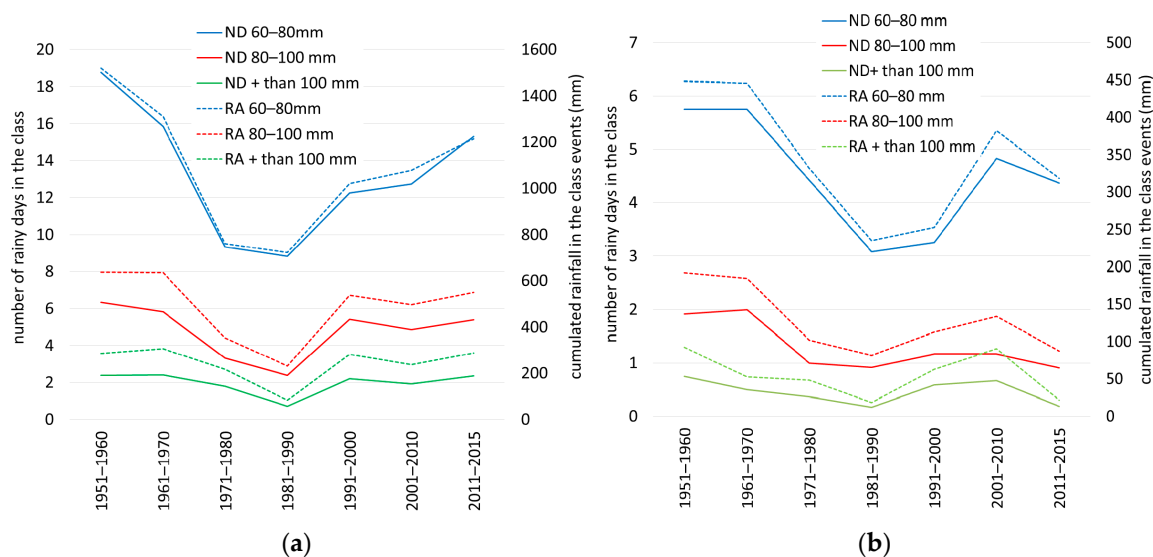 ND 60–80mm
ND 80–100 mm
ND + than 100 mm
RA 60–80mm
RA 80–100 mm
RA + than 100 mm
number of rainy days in the class
20
18
16
14
12
10
8
6
4
2
0
1600
1400
1200
1000
800
600
400
200
0
cumulated rainfall in the class events (mm)
1951–1960
1961–1970
1971–1980
1981–1990
1991–2000
2001–2010
2011–2015
(a)
ND 60–80 mm
ND 80–100 mm
ND+ than 100 mm
RA 60–80 mm
RA 80–100 mm
RA + than 100 mm
number of rainy days in the class
7
6
5
4
3
2
1
0
500
450
400
350
300
250
200
150
100
50
0
cumulated rainfall in the class events (mm)
1951–1960
1961–1970
1971–1980
1981–1990
1991–2000
2001–2010
2011–2015
(b)